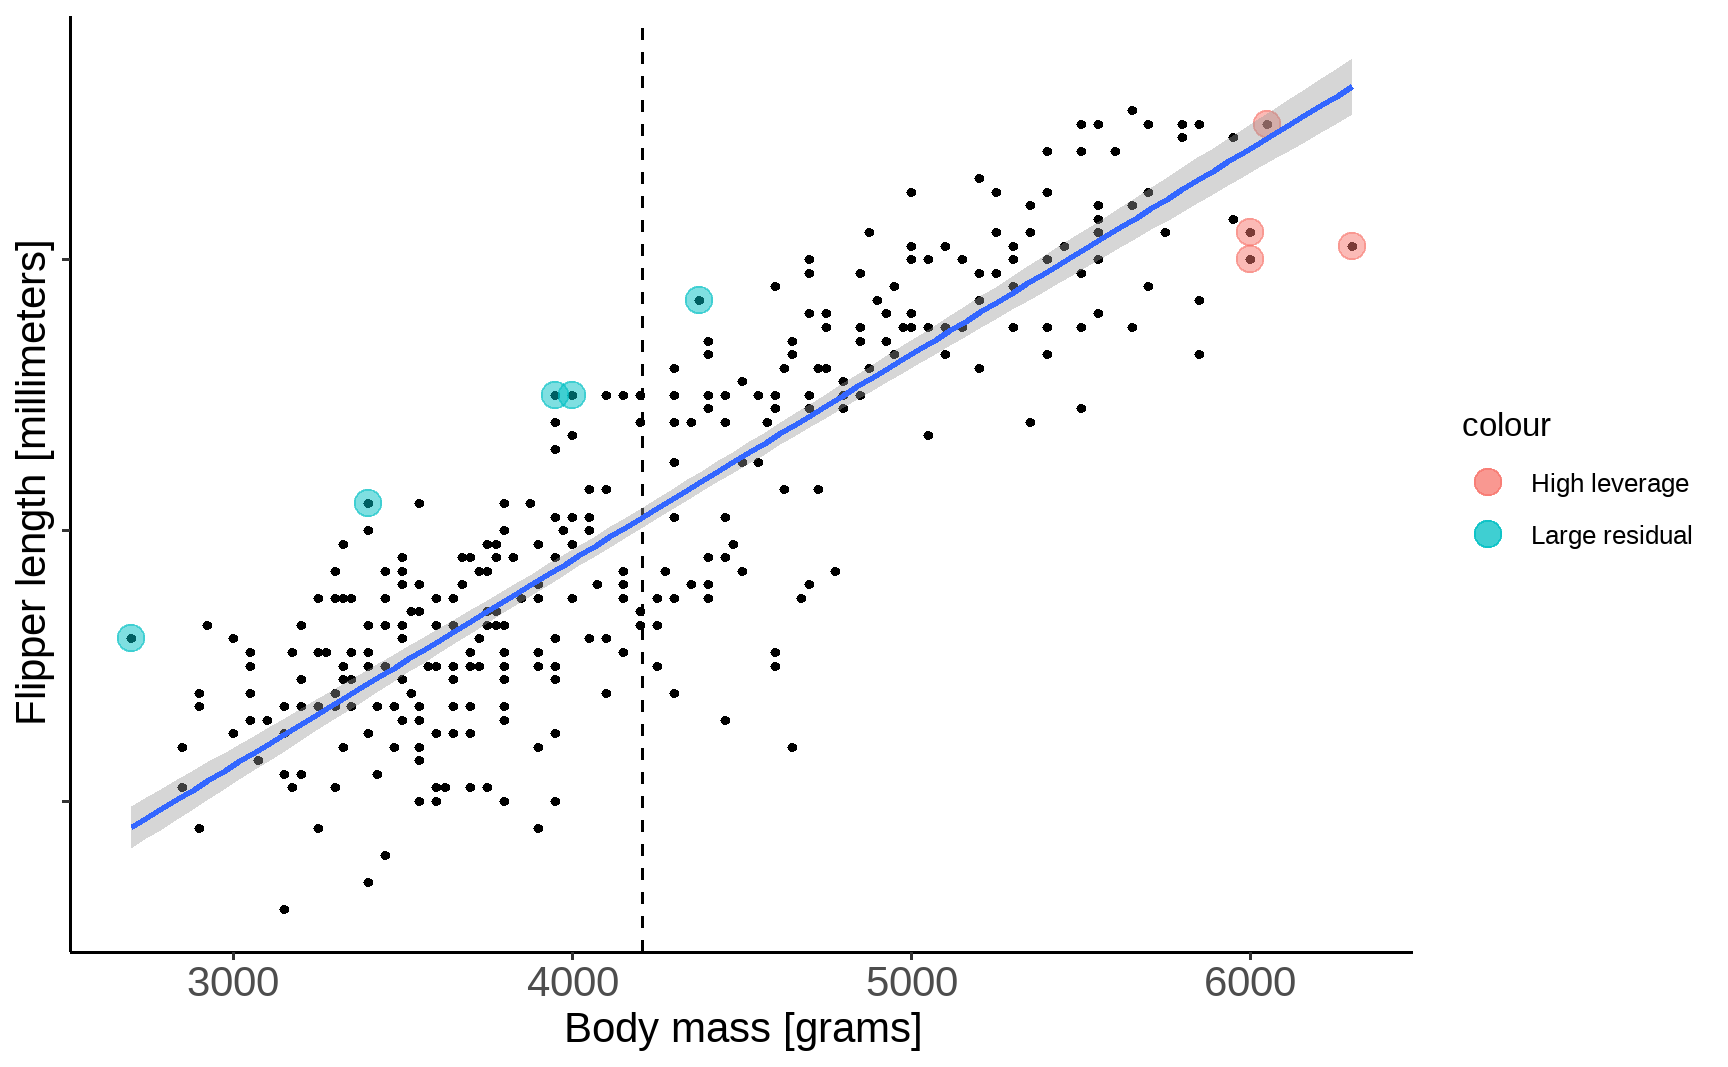 Flipper length [millimeters]
3000 4000 5000 6000
Body mass [grams]
colour
High leverage
Large residual